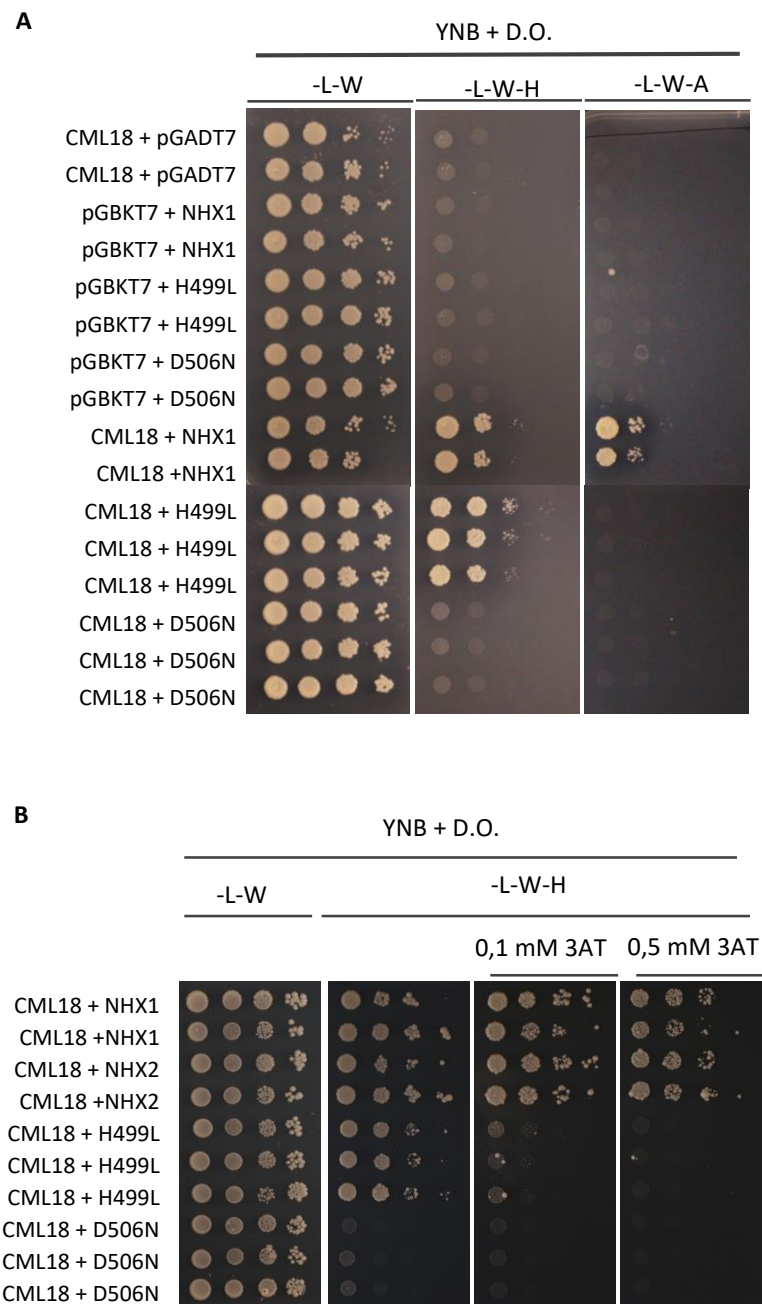 A
YNB + D.O.
-L-W
-L-W-H
-L-W-A
CML18 + pGADT7
CML18 + pGADT7
pGBKT7 + NHX1
pGBKT7 + NHX1
pGBKT7 + H499L
pGBKT7 + H499L
pGBKT7 + D506N
pGBKT7 + D506N
CML18 + NHX1
CML18 +NHX1
CML18 + H499L
CML18 + H499L
CML18 + H499L
CML18 + D506N
CML18 + D506N
CML18 + D506N
B
YNB + D.O.
-L-W
-L-W-H
0,1 mM 3AT
0,5 mM 3AT
CML18 + NHX1
CML18 +NHX1
CML18 + NHX2
CML18 +NHX2
CML18 + H499L
CML18 + H499L
CML18 + H499L
CML18 + D506N
CML18 + D506N
CML18 + D506N